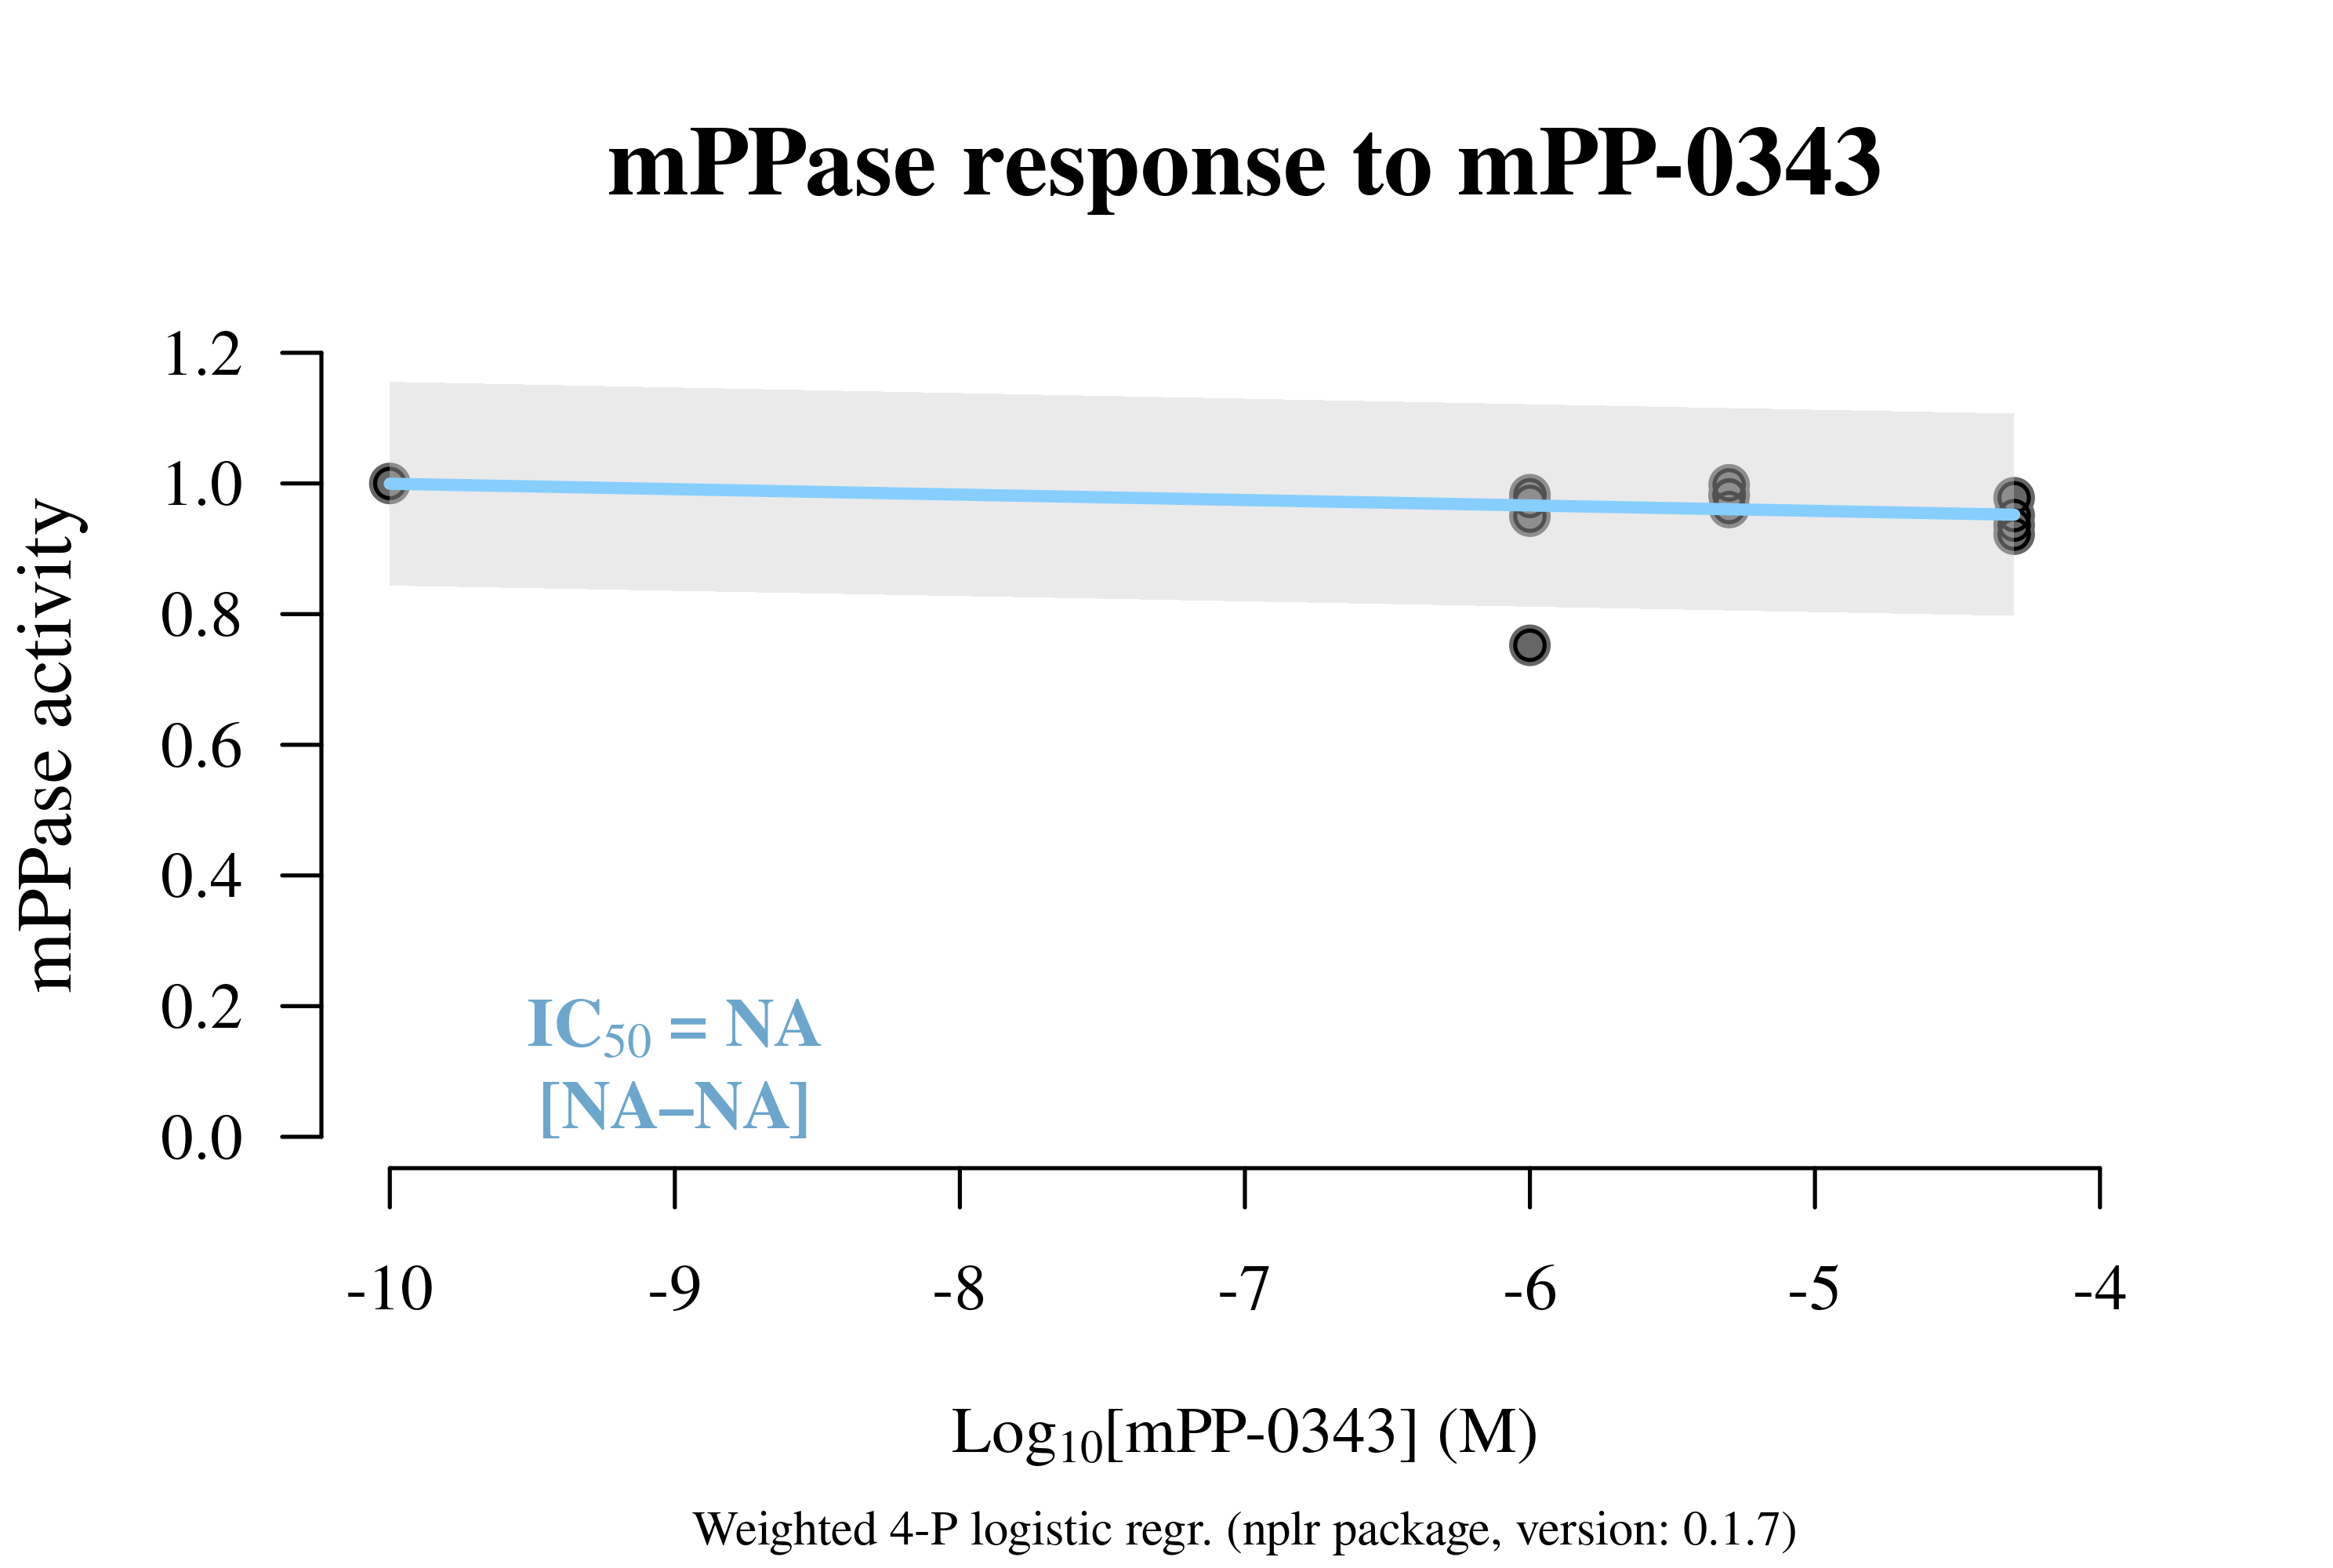 mPPase response to mPP-0343
mPPase activity
1.2
1.0
0.8
0.6
0.4
0.2
0.0
IC50 = NA
[NA–NA]
-10 -9 -8 -7 -6 -5 -4
Log10[mPP-0343] (M)
Weighted 4-P logistic regr. (nplr package, version: 0.1.7)